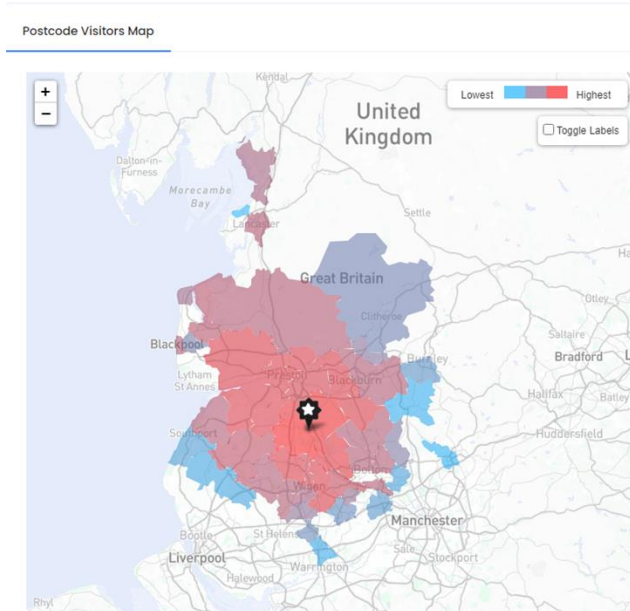 Postcode Visitors Map
+
−
Lowest
Highest
Toggle Labels
Kendal
United
Kingdom
Dalton-in-
Furness
Morecambe
Bay
Lancaster
Settle
Great Britain
Otley
Clitheroe
Blackpool
Saltaire
Burnley
Bradford
Lytham
St Annes
Preston
Blackburn
Halifax
Batley
Southport
Huddersfield
Bolton
Wigan
Manchester
Bootle
St Helens
Liverpool
Sale
Stockport
Warrington
Halewood
Rhyl